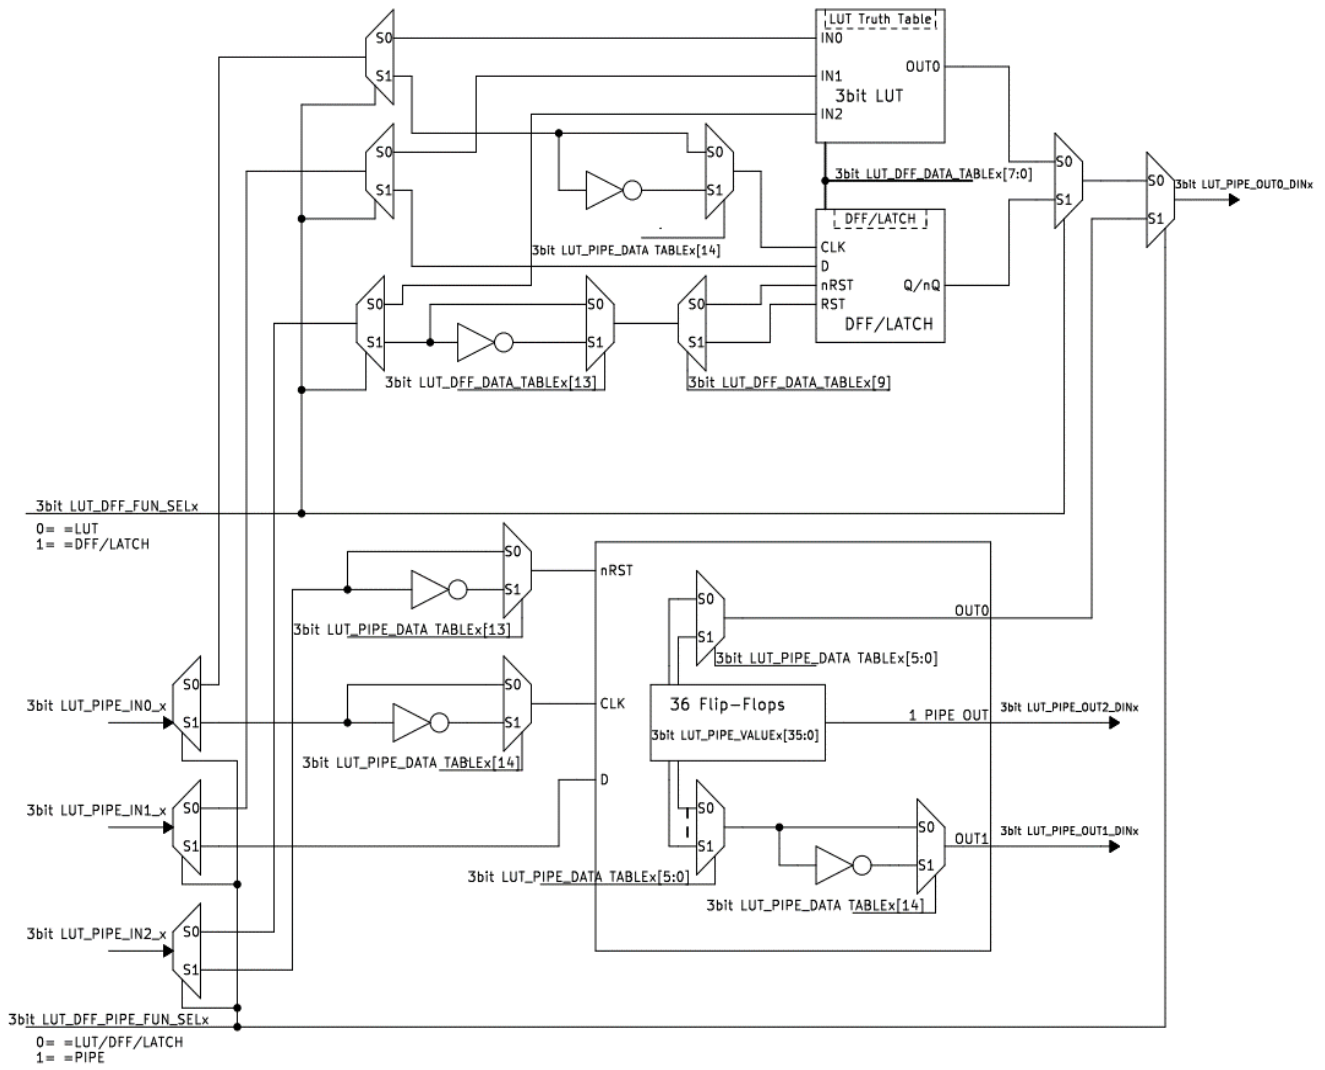 LUT Truth Table
S0
IN0
OUT0
S1
IN1
3bit LUT
IN2
S0
S0
S0
3bit LUT_DFF_DATA_TABLEx[7:0]
S0
3bit LUT_PIPE_OUT0_DINx
S1
S1
S1
S1
DFF/LATCH
3bit LUT_PIPE_DATA TABLEx[14]
CLK
D
nRST
Q/nQ
S0
S0
S0
RST
S1
S1
S1
DFF/LATCH
3bit LUT_DFF_DATA_TABLEx[13]
3bit LUT_DFF_DATA_TABLEx[9]
3bit LUT_DFF_FUN_SELx
0= =LUT
1= =DFF/LATCH
S0
nRST
S1
S0
OUT0
3bit LUT_PIPE_DATA TABLEx[13]
S1
3bit LUT_PIPE_DATA TABLEx[5:0]
S0
S0
3bit LUT_PIPE_IN0_x
CLK
36 Flip-Flops
1 PIPE OUT
3bit LUT_PIPE_OUT2_DINx
S1
S1
3bit LUT_PIPE_VALUEx[35:0]
3bit LUT_PIPE_DATA TABLEx[14]
D
3bit LUT_PIPE_IN1_x
S0
S0
S0
OUT1
3bit LUT_PIPE_OUT1_DINx
S1
S1
S1
3bit LUT_PIPE_DATA TABLEx[5:0]
3bit LUT_PIPE_DATA TABLEx[14]
3bit LUT_PIPE_IN2_x
S0
S1
3bit LUT_DFF_PIPE_FUN_SELx
0= =LUT/DFF/LATCH
1= =PIPE